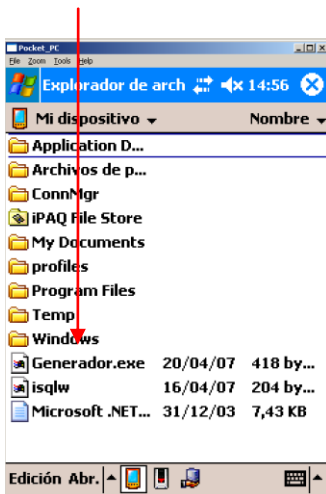 Pocket_PC
File Zoom Tools Help
Explorador de arch 14:56
Mi dispositivo Nombre
Application D...
Archivos de p...
ConnMgr
iPAQ File Store
My Documents
profiles
Program Files
Temp
Windows
Generador.exe 20/04/07 418 by...
isqlw 16/04/07 204 by...
Microsoft .NET... 31/12/03 7,43 KB
Edición Abr.